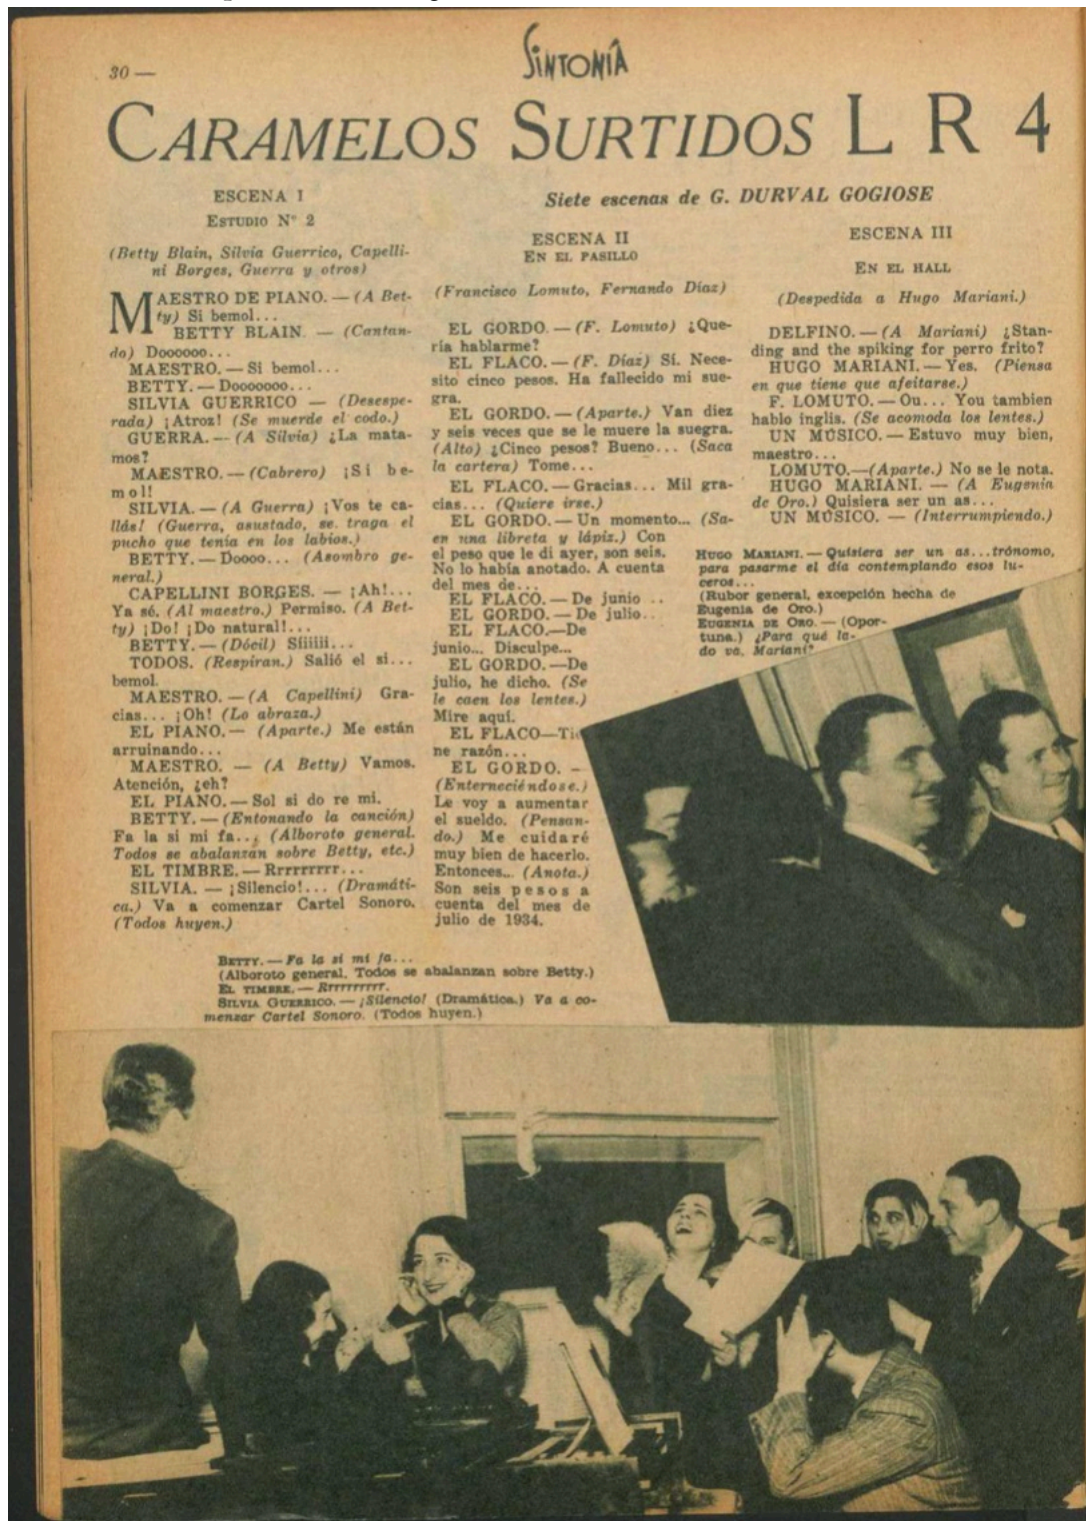 30 —
SINTONÍA
CARAMELOS SURTIDOS L R 4
Siete escenas de G. DURVAL GOGIOSE
ESCENA I
ESTUDIO N° 2
(Betty Blain, Silvia Guerrico, Capelli-
ni Borges, Guerra y otros)
MAESTRO DE PIANO. — (A Bet-
ty) Si bemol...
BETTY BLAIN. — (Cantan-
do) Doooooo...
MAESTRO. — Si bemol...
BETTY. — Dooooooo...
SILVIA GUERRICO — (Desespe-
rada) ¡Atroz! (Se muerde el codo.)
GUERRA. — (A Silvia) ¿La mata-
mos?
MAESTRO. — (Cabrero) ¡Si be-
mol!
SILVIA. — (A Guerra) ¡Vos te ca-
llás! (Guerra, asustado, se traga el
pucho que tenía en los labios.)
BETTY. — Doooo... (Asombro ge-
neral.)
CAPELLINI BORGES. — ¡Ah!...
Ya sé. (Al maestro.) Permiso. (A Bet-
ty) ¡Do! ¡Do natural!...
BETTY. — (Dócil) Síiiiii...
TODOS. (Respiran.) Salió el si...
bemol.
MAESTRO. — (A Capellini) Gra-
cias... ¡Oh! (Lo abraza.)
EL PIANO. — (Aparte.) Me están
arruinando...
MAESTRO. — (A Betty) Vamos.
Atención, ¿eh?
EL PIANO. — Sol si do re mi.
BETTY. — (Entonando la canción)
Fa la si mi fa... (Alboroto general.
Todos se abalanzan sobre Betty, etc.)
EL TIMBRE. — Rrrrrrrrr...
SILVIA. — ¡Silencio!... (Dramáti-
ca.) Va a comenzar Cartel Sonoro.
(Todos huyen.)
ESCENA II
EN EL PASILLO
(Francisco Lomuto, Fernando Díaz)
EL GORDO. — (F. Lomuto) ¿Que-
ría hablarme?
EL FLACO. — (F. Díaz) Sí. Nece-
sito cinco pesos. Ha fallecido mi sue-
gra.
EL GORDO. — (Aparte.) Van diez
y seis veces que se le muere la suegra.
(Alto) ¿Cinco pesos? Bueno... (Saca
la cartera) Tome...
EL FLACO. — Gracias... Mil gra-
cias... (Quiere irse.)
EL GORDO. — Un momento... (Sa-
en una libreta y lápiz.) Con
el peso que le di ayer, son seis.
No lo había anotado. A cuenta
del mes de...
EL FLACO. — De junio ..
EL GORDO. — De julio...
EL FLACO.—De
junio... Disculpe...
EL GORDO. —De
julio, he dicho. (Se
le caen los lentes.)
Mire aquí.
EL FLACO—Tie
ne razón...
EL GORDO. —
(Enterneciéndose.)
Le voy a aumentar
el sueldo. (Pensan-
do.) Me cuidaré
muy bien de hacerlo.
Entonces... (Anota.)
Son seis pesos a
cuenta del mes de
julio de 1934.
ESCENA III
EN EL HALL
(Despedida a Hugo Mariani.)
DELFINO. — (A Mariani) ¿Stan-
ding and the spiking for perro frito?
HUGO MARIANI. — Yes. (Piensa
en que tiene que afeitarse.)
F. LOMUTO. — Ou... You tambien
hablo inglis. (Se acomoda los lentes.)
UN MÚSICO. — Estuvo muy bien,
maestro...
LOMUTO.—(Aparte.) No se le nota.
HUGO MARIANI. — (A Eugenia
de Oro.) Quisiera ser un as...
UN MÚSICO. — (Interrumpiendo.)
HUGO MARIANI. — Quisiera ser un as...trónomo,
para pasarme el día contemplando esos lu-
ceros...
(Rubor general, excepción hecha de
Eugenia de Oro.)
EUGENIA DE ORO. — (Opor-
tuna.) ¿Para qué la-
do va, Mariani?
BETTY. — Fa la si mi fa...
(Alboroto general. Todos se abalanzan sobre Betty.)
EL TIMBRE. — Rrrrrrrrrr.
SILVIA GUERRICO. — ¡Silencio! (Dramática.) Va a co-
menzar Cartel Sonoro. (Todos huyen.)